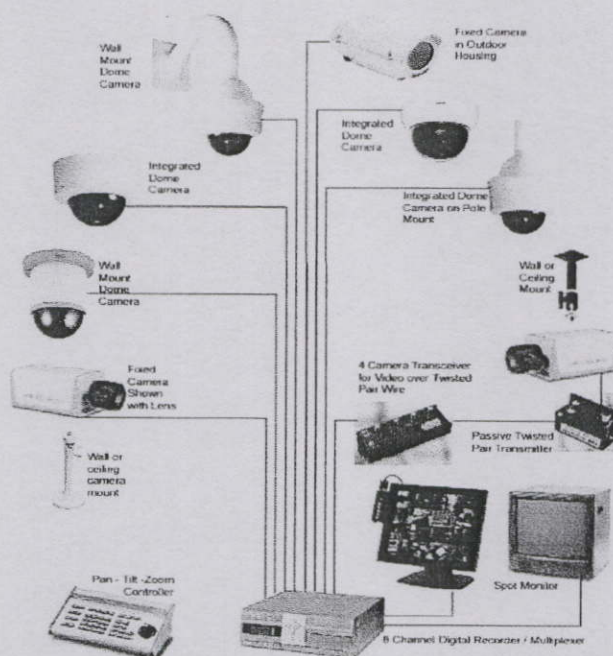 Wall
Mount
Dome
Camera
Fixed Camera
in Outdoor
Housing
Integrated
Dome
Camera
Integrated
Dome
Camera
Integrated Dome
Camera on Pole
Mount
Wall
Mount
Dome
Camera
Wall or
Ceiling
Mount
Fixed
Camera
Shown
with Lens
4 Camera Transceiver
for Video over Twisted
Pair Wire
Passive Twisted
Pair Transmitter
Wall or
ceiling
camera
mount
Spot Monitor
Pan - Tilt -Zoom
Controller
8 Channel Digital Recorder / Multiplexer